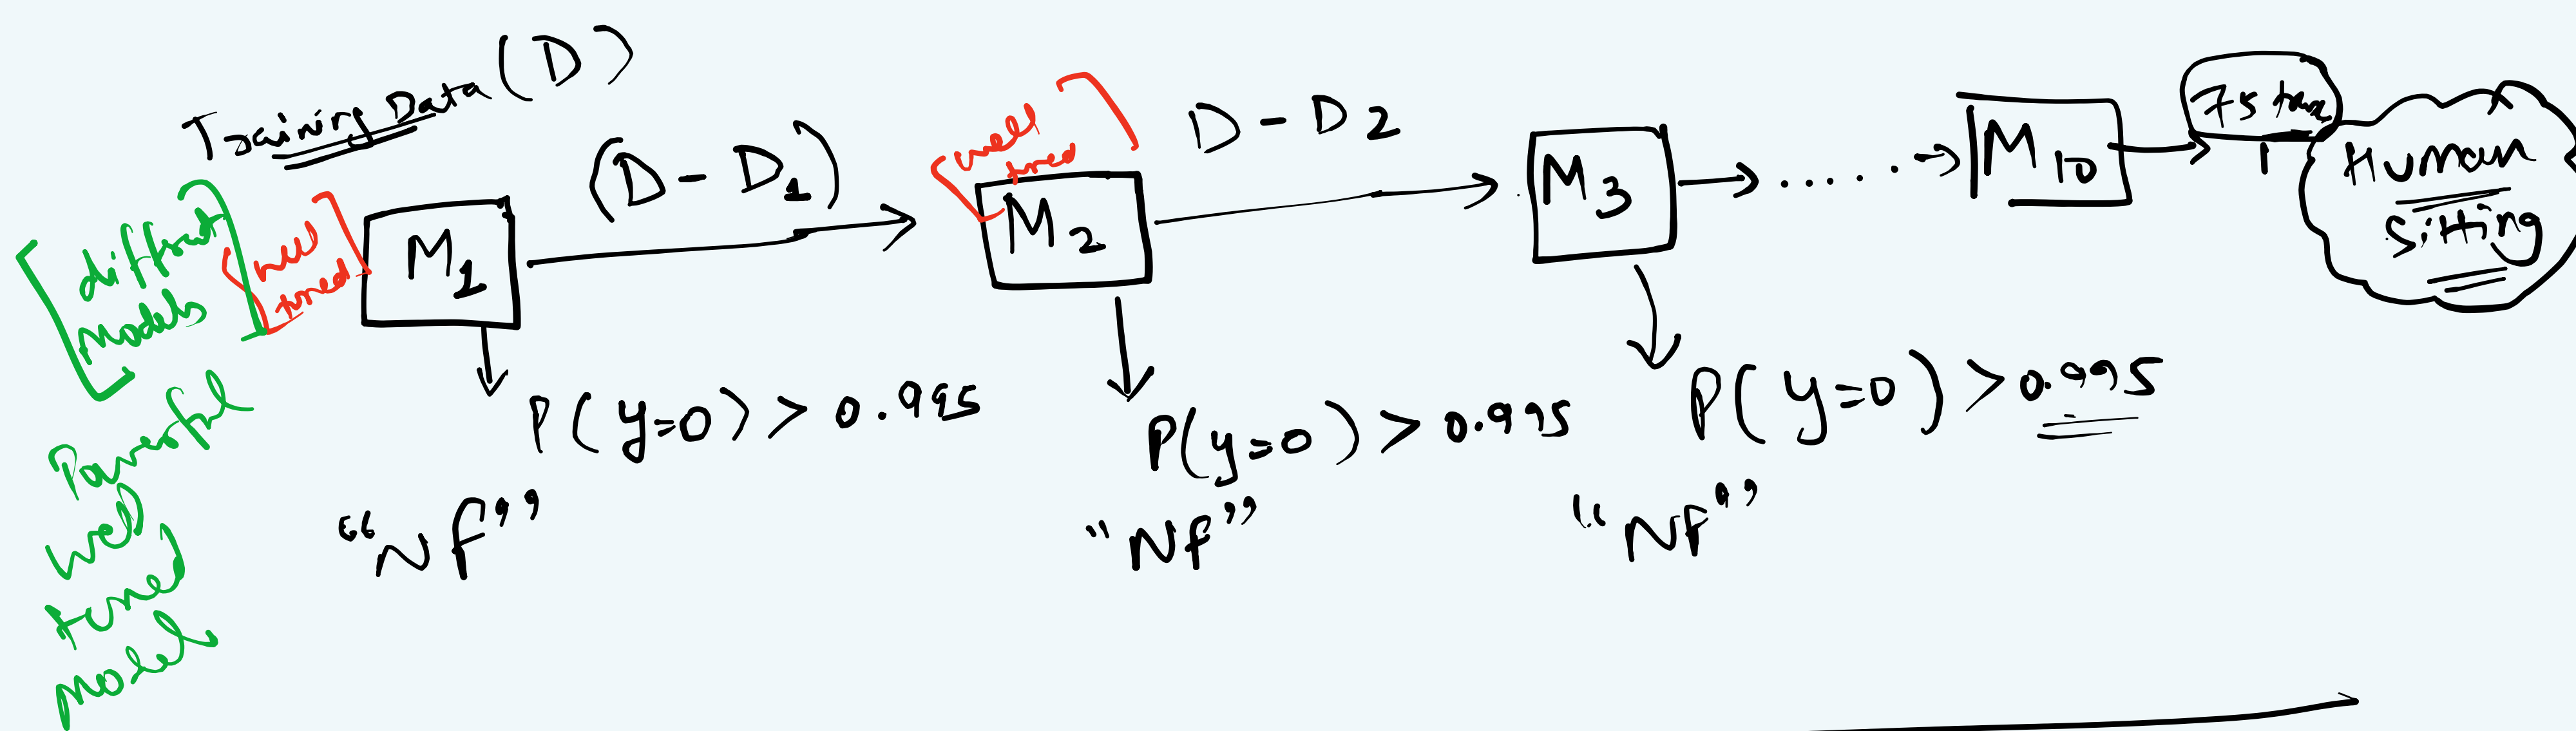 Training Data (D)
(D - D1)
[well
tuned]
D - D2
75 trax
Human
Sitting
[different
models]
[well
tuned]
M1
M2
M3
.....
M10
P(y=0) > 0.995
P(y=0) > 0.995
P(y=0) > 0.995
"Nf"
"Nf"
"Nf"
Powerful
well
tuned
model